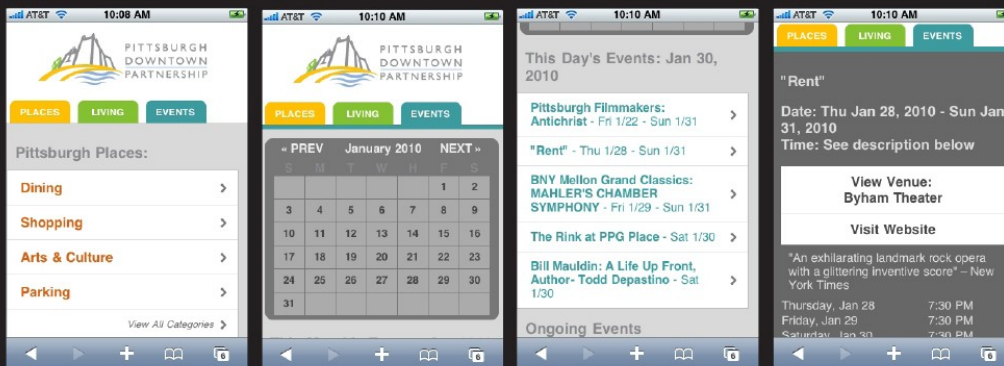 AT&T 10:08 AM
PITTSBURGH
DOWNTOWN
PARTNERSHIP
PLACES LIVING EVENTS
Pittsburgh Places:
Dining
Shopping
Arts & Culture
Parking
View All Categories
6
AT&T 10:10 AM
PITTSBURGH
DOWNTOWN
PARTNERSHIP
PLACES LIVING EVENTS
« PREV January 2010 NEXT »
S M T W H F S
1 2
3 4 5 6 7 8 9
10 11 12 13 14 15 16
17 18 19 20 21 22 23
24 25 26 27 28 29 30
31
6
AT&T 10:10 AM
This Day's Events: Jan 30,
2010
Pittsburgh Filmmakers:
Antichrist - Fri 1/22 - Sun 1/31
"Rent" - Thu 1/28 - Sun 1/31
BNY Mellon Grand Classics:
MAHLER'S CHAMBER
SYMPHONY - Fri 1/29 - Sun 1/31
The Rink at PPG Place - Sat 1/30
Bill Mauldin: A Life Up Front,
Author- Todd Depastino - Sat
1/30
Ongoing Events
6
AT&T 10:10 AM
PLACES LIVING EVENTS
"Rent"
Date: Thu Jan 28, 2010 - Sun Jan
31, 2010
Time: See description below
View Venue:
Byham Theater
Visit Website
"An exhilarating landmark rock opera
with a glittering inventive score" – New
York Times
Thursday, Jan 28 7:30 PM
Friday, Jan 29 7:30 PM
Saturday, Jan 30 7:30 PM
6